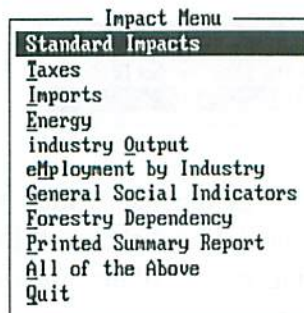 Impact Menu
Standard Impacts
Taxes
Imports
Energy
industry Output
eMployment by Industry
General Social Indicators
Forestry Dependency
Printed Summary Report
All of the Above
Quit